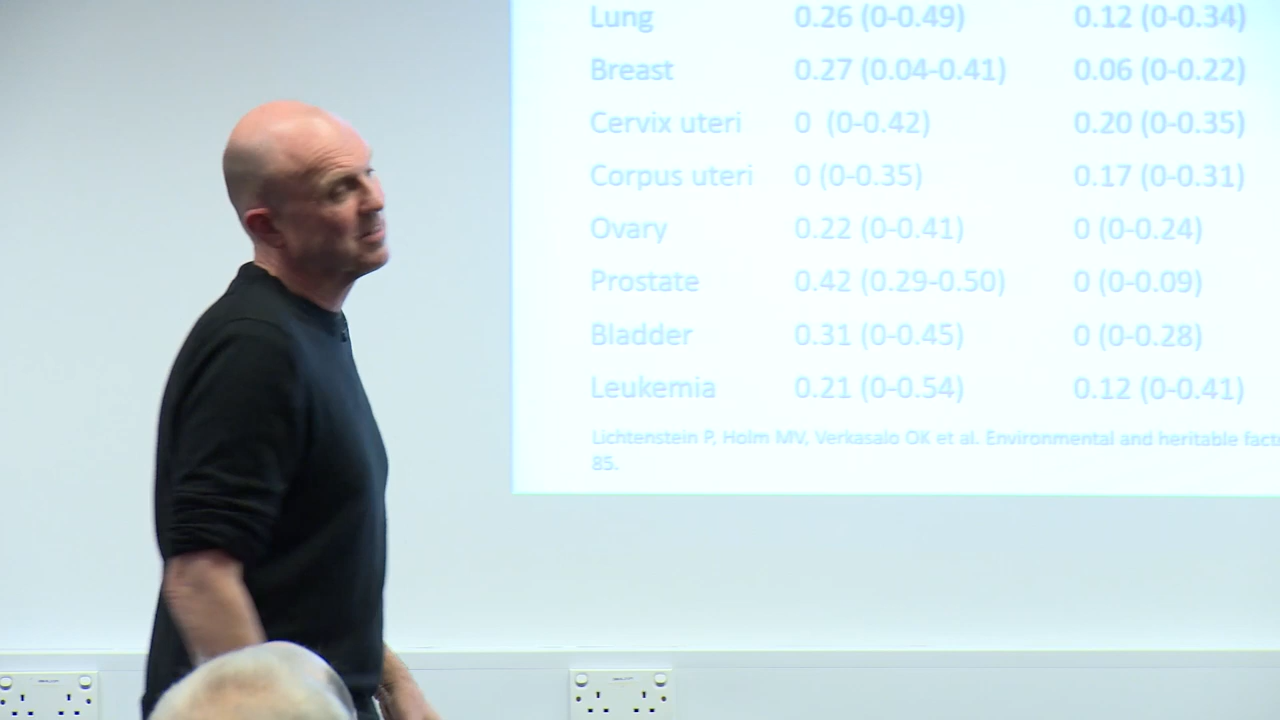 Lung 0.26 (0-0.49) 0.12 (0-0.34)
Breast 0.27 (0.04-0.41) 0.06 (0-0.22)
Cervix uteri 0 (0-0.42) 0.20 (0-0.35)
Corpus uteri 0 (0-0.35) 0.17 (0-0.31)
Ovary 0.22 (0-0.41) 0 (0-0.24)
Prostate 0.42 (0.29-0.50) 0 (0-0.09)
Bladder 0.31 (0-0.45) 0 (0-0.28)
Leukemia 0.21 (0-0.54) 0.12 (0-0.41)
Lichtenstein P, Holm MV, Verkasalo OK et al. Environmental and heritable fact
85.